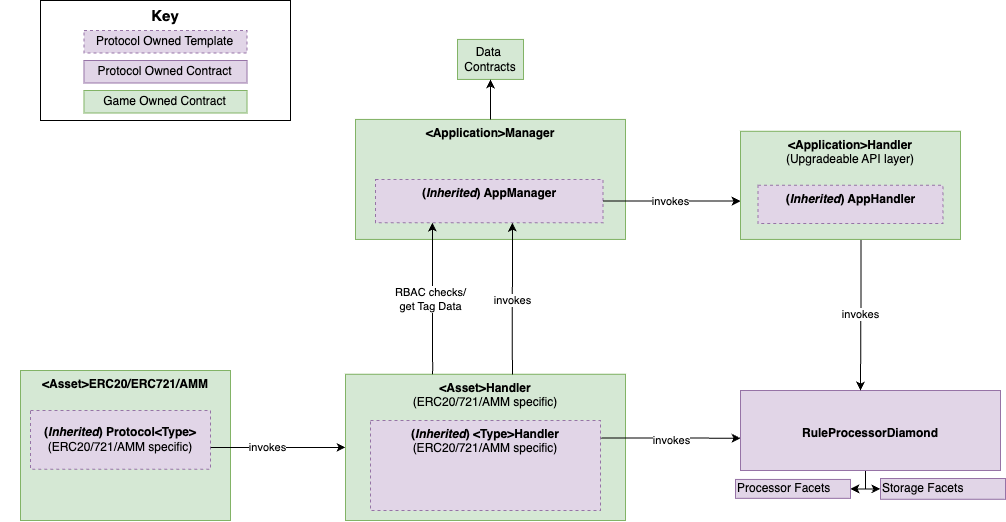 Key
Protocol Owned Template
Protocol Owned Contract
Game Owned Contract
Data
Contracts
<Application>Manager
(Inherited) AppManager
invokes
<Application>Handler
(Upgradeable API layer)
(Inherited) AppHandler
RBAC checks/
get Tag Data
invokes
invokes
<Asset>ERC20/ERC721/AMM
(Inherited) Protocol<Type>
(ERC20/721/AMM specific)
invokes
<Asset>Handler
(ERC20/721/AMM specific)
(Inherited) <Type>Handler
(ERC20/721/AMM specific)
invokes
RuleProcessorDiamond
Processor Facets
Storage Facets